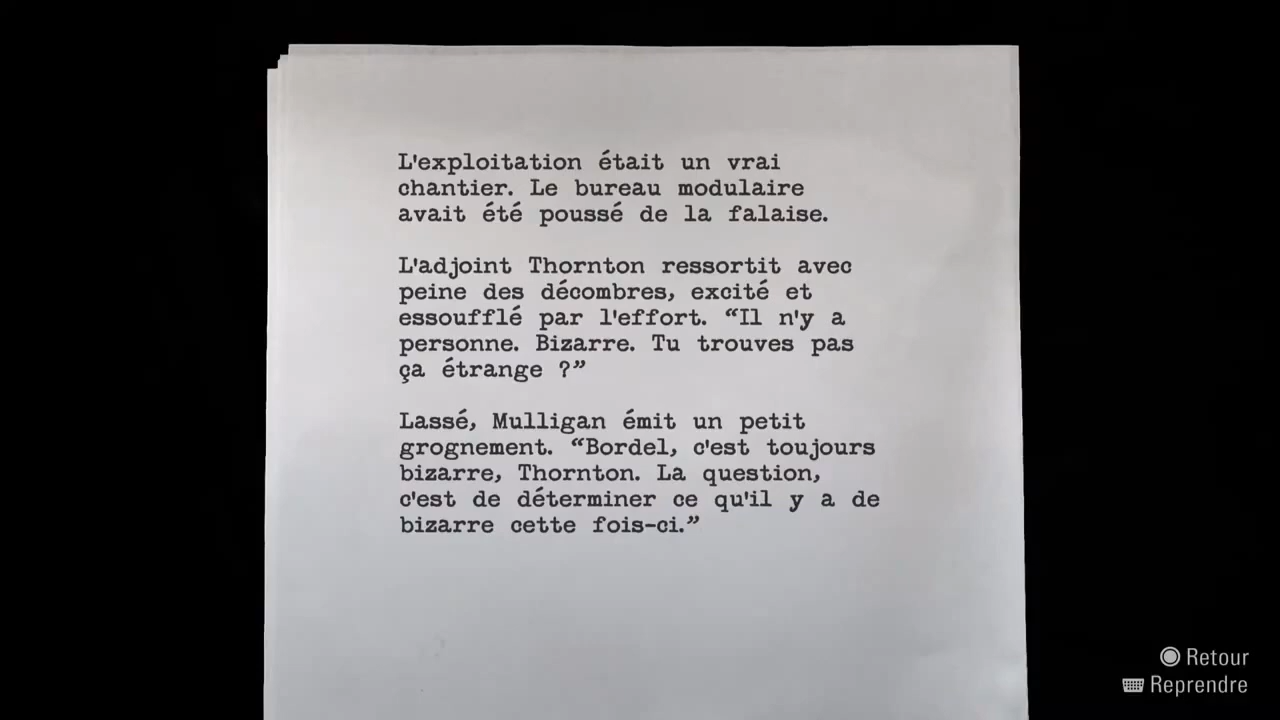 L'exploitation était un vrai
chantier. Le bureau modulaire
avait été poussé de la falaise.
L'adjoint Thornton ressortit avec
peine des décombres, excité et
essoufflé par l'effort. “Il n'y a
personne. Bizarre. Tu trouves pas
ça étrange ?”
Lassé, Mulligan émit un petit
grognement. “Bordel, c'est toujours
bizarre, Thornton. La question,
c'est de déterminer ce qu'il y a de
bizarre cette fois-ci.”
Retour
Reprendre